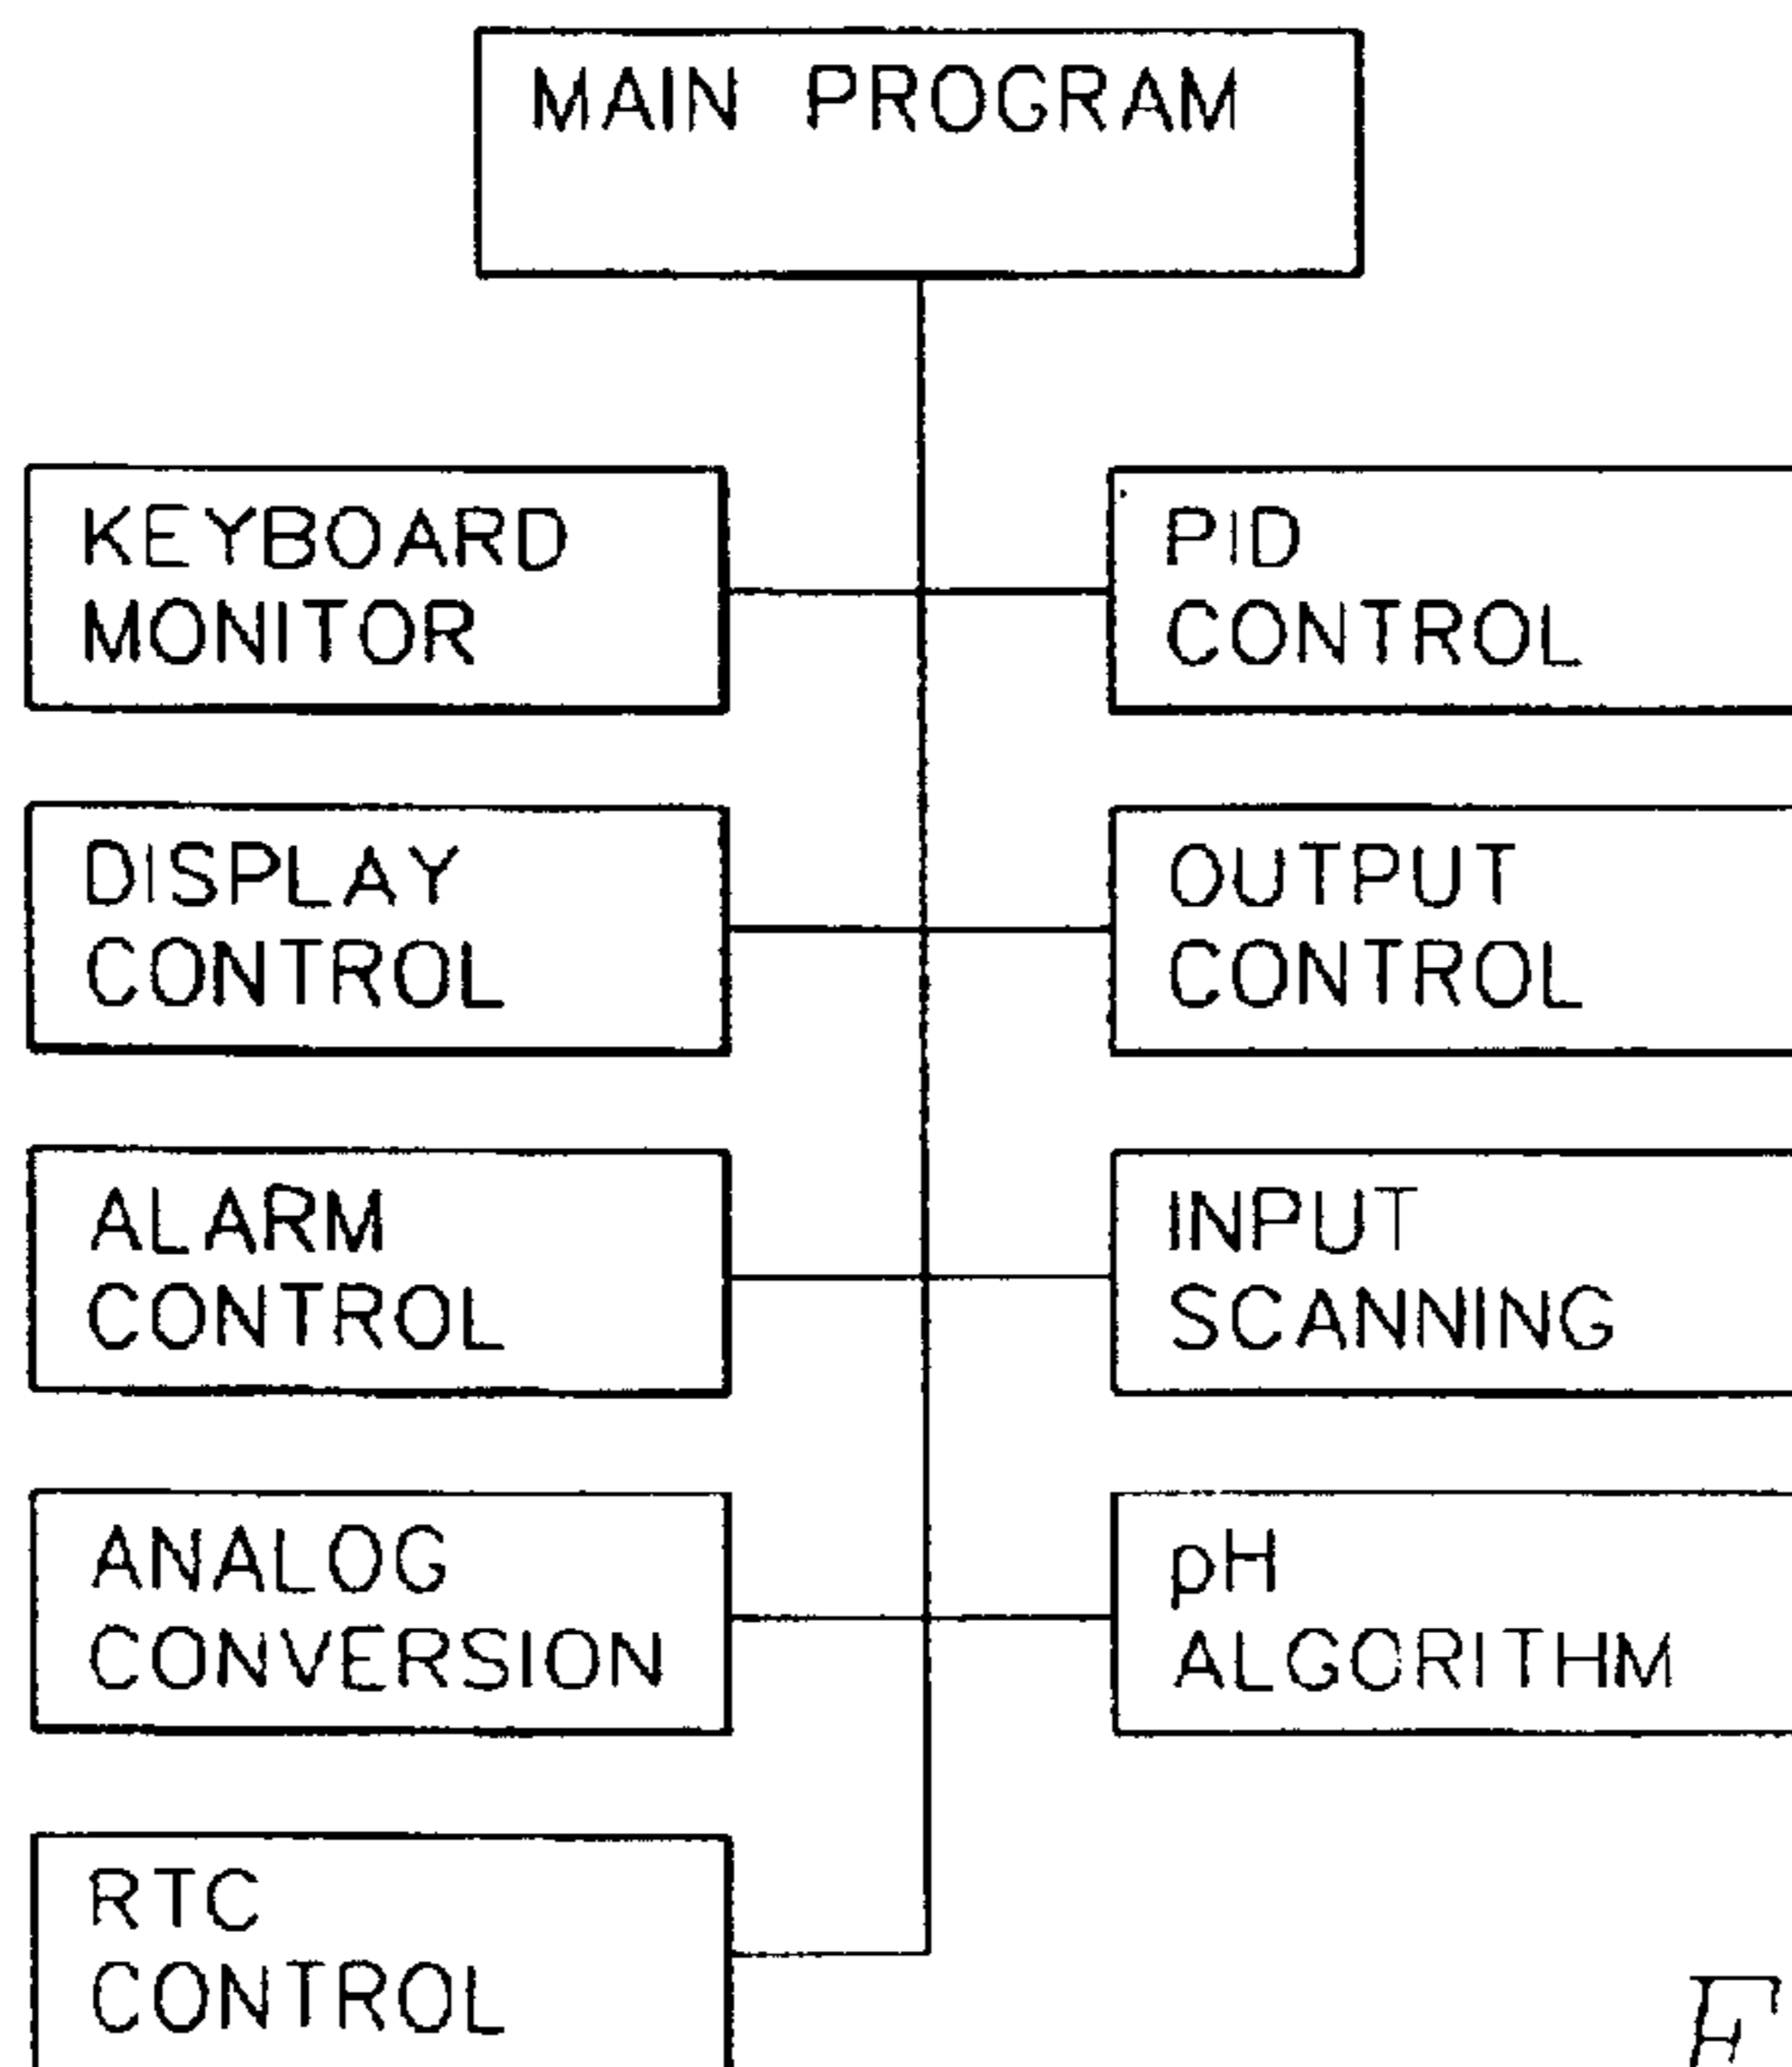 MAIN PROGRAM
KEYBOARD
MONITOR
PID
CONTROL
DISPLAY
CONTROL
OUTPUT
CONTROL
ALARM
CONTROL
INPUT
SCANNING
ANALOG
CONVERSION
pH
ALGORITHM
RTC
CONTROL